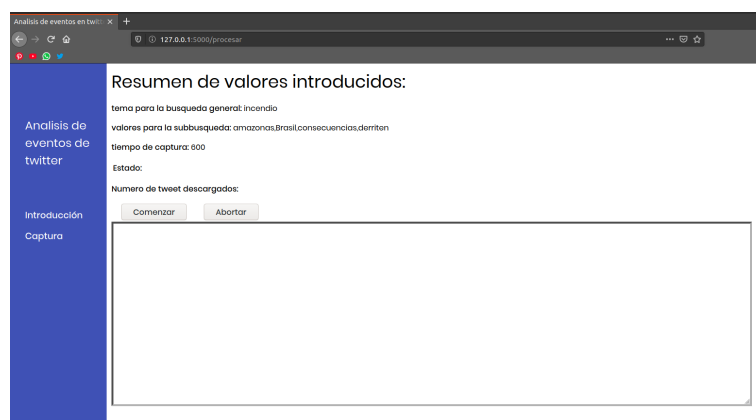 Analisis de eventos en twitt
127.0.0.1:5000/procesar
Resumen de valores introducidos:
tema para la busqueda general: incendio
valores para la subbusqueda: amazonas,Brasil,consecuencias,derriten
tiempo de captura: 600
Estado:
Numero de tweet descargados:
Comenzar Abortar
Analisis de
eventos de
twitter
Introducción
Captura